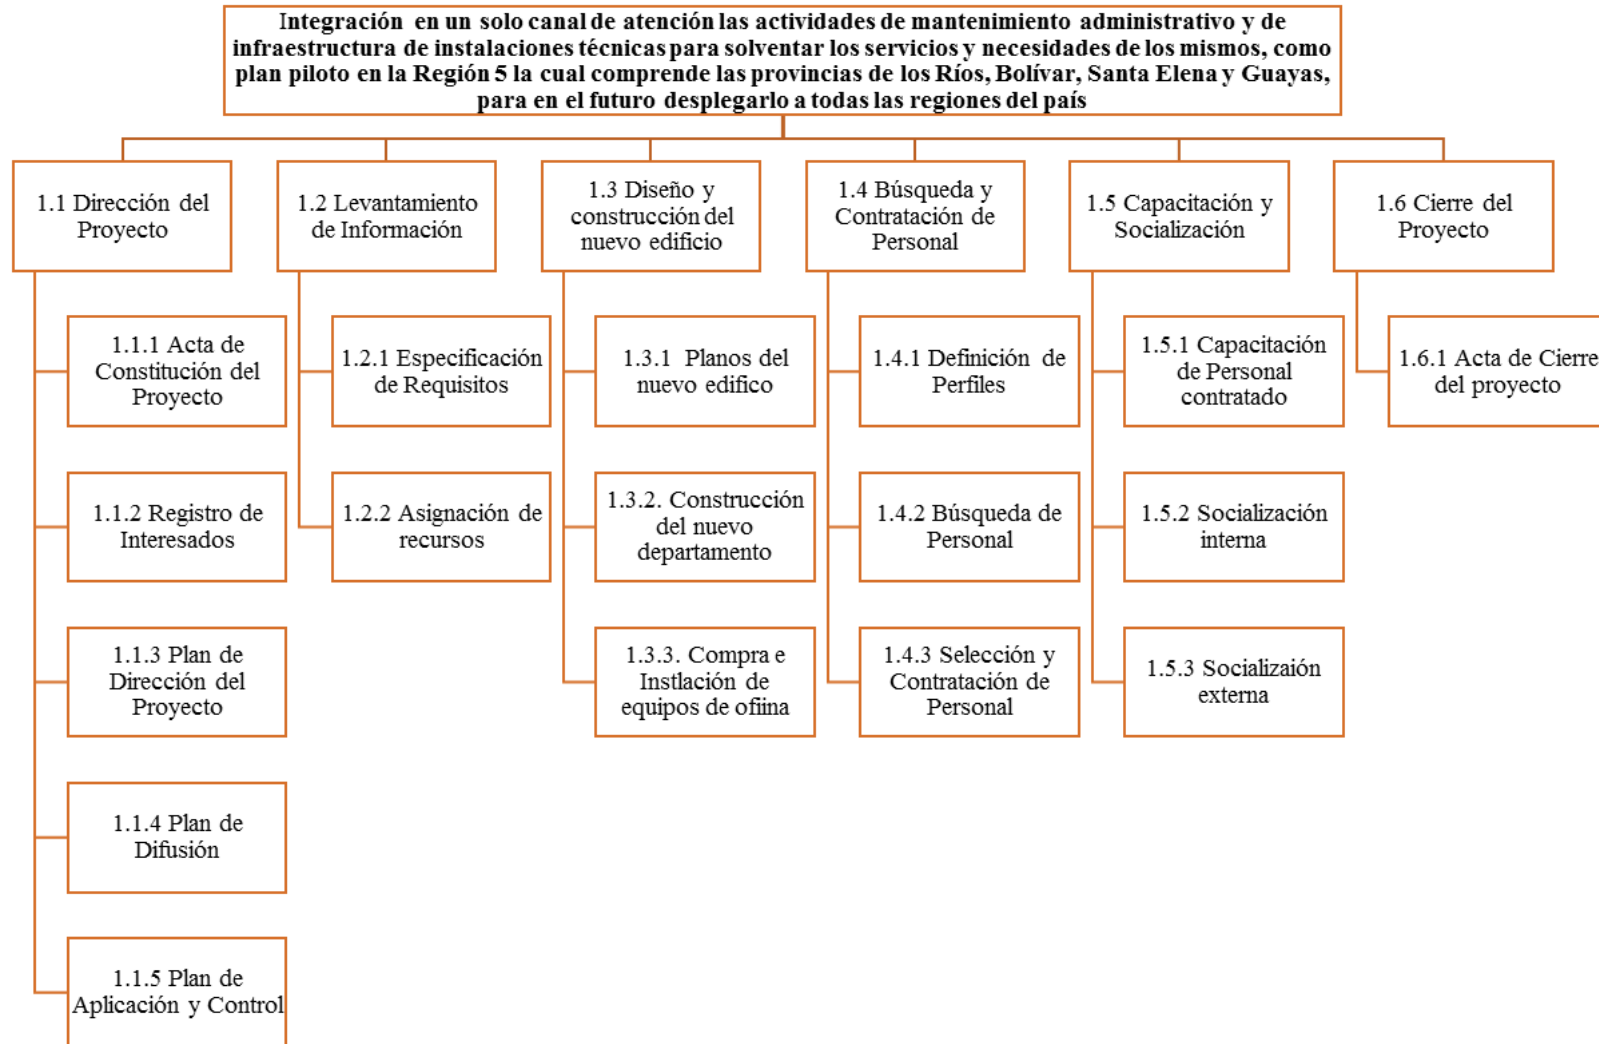 Integración en un solo canal de atención las actividades de mantenimiento administrativo y de
infraestructura de instalaciones técnicas para solventar los servicios y necesidades de los mismos, como
plan piloto en la Región 5 la cual comprende las provincias de los Ríos, Bolívar, Santa Elena y Guayas,
para en el futuro desplegarlo a todas las regiones del país
1.1 Dirección del
Proyecto
1.1.1 Acta de
Constitución del
Proyecto
1.1.2 Registro de
Interesados
1.1.3 Plan de
Dirección del
Proyecto
1.1.4 Plan de
Difusión
1.1.5 Plan de
Aplicación y Control
1.2 Levantamiento
de Información
1.2.1 Especificación
de Requisitos
1.2.2 Asignación de
recursos
1.3 Diseño y
construcción del
nuevo edificio
1.3.1 Planos del
nuevo edifico
1.3.2. Construcción
del nuevo
departamento
1.3.3. Compra e
Instlación de
equipos de ofiina
1.4 Búsqueda y
Contratación de
Personal
1.4.1 Definición de
Perfiles
1.4.2 Búsqueda de
Personal
1.4.3 Selección y
Contratación de
Personal
1.5 Capacitación y
Socialización
1.5.1 Capacitación
de Personal
contratado
1.5.2 Socialización
interna
1.5.3 Socializaión
externa
1.6 Cierre del
Proyecto
1.6.1 Acta de Cierre
del proyecto